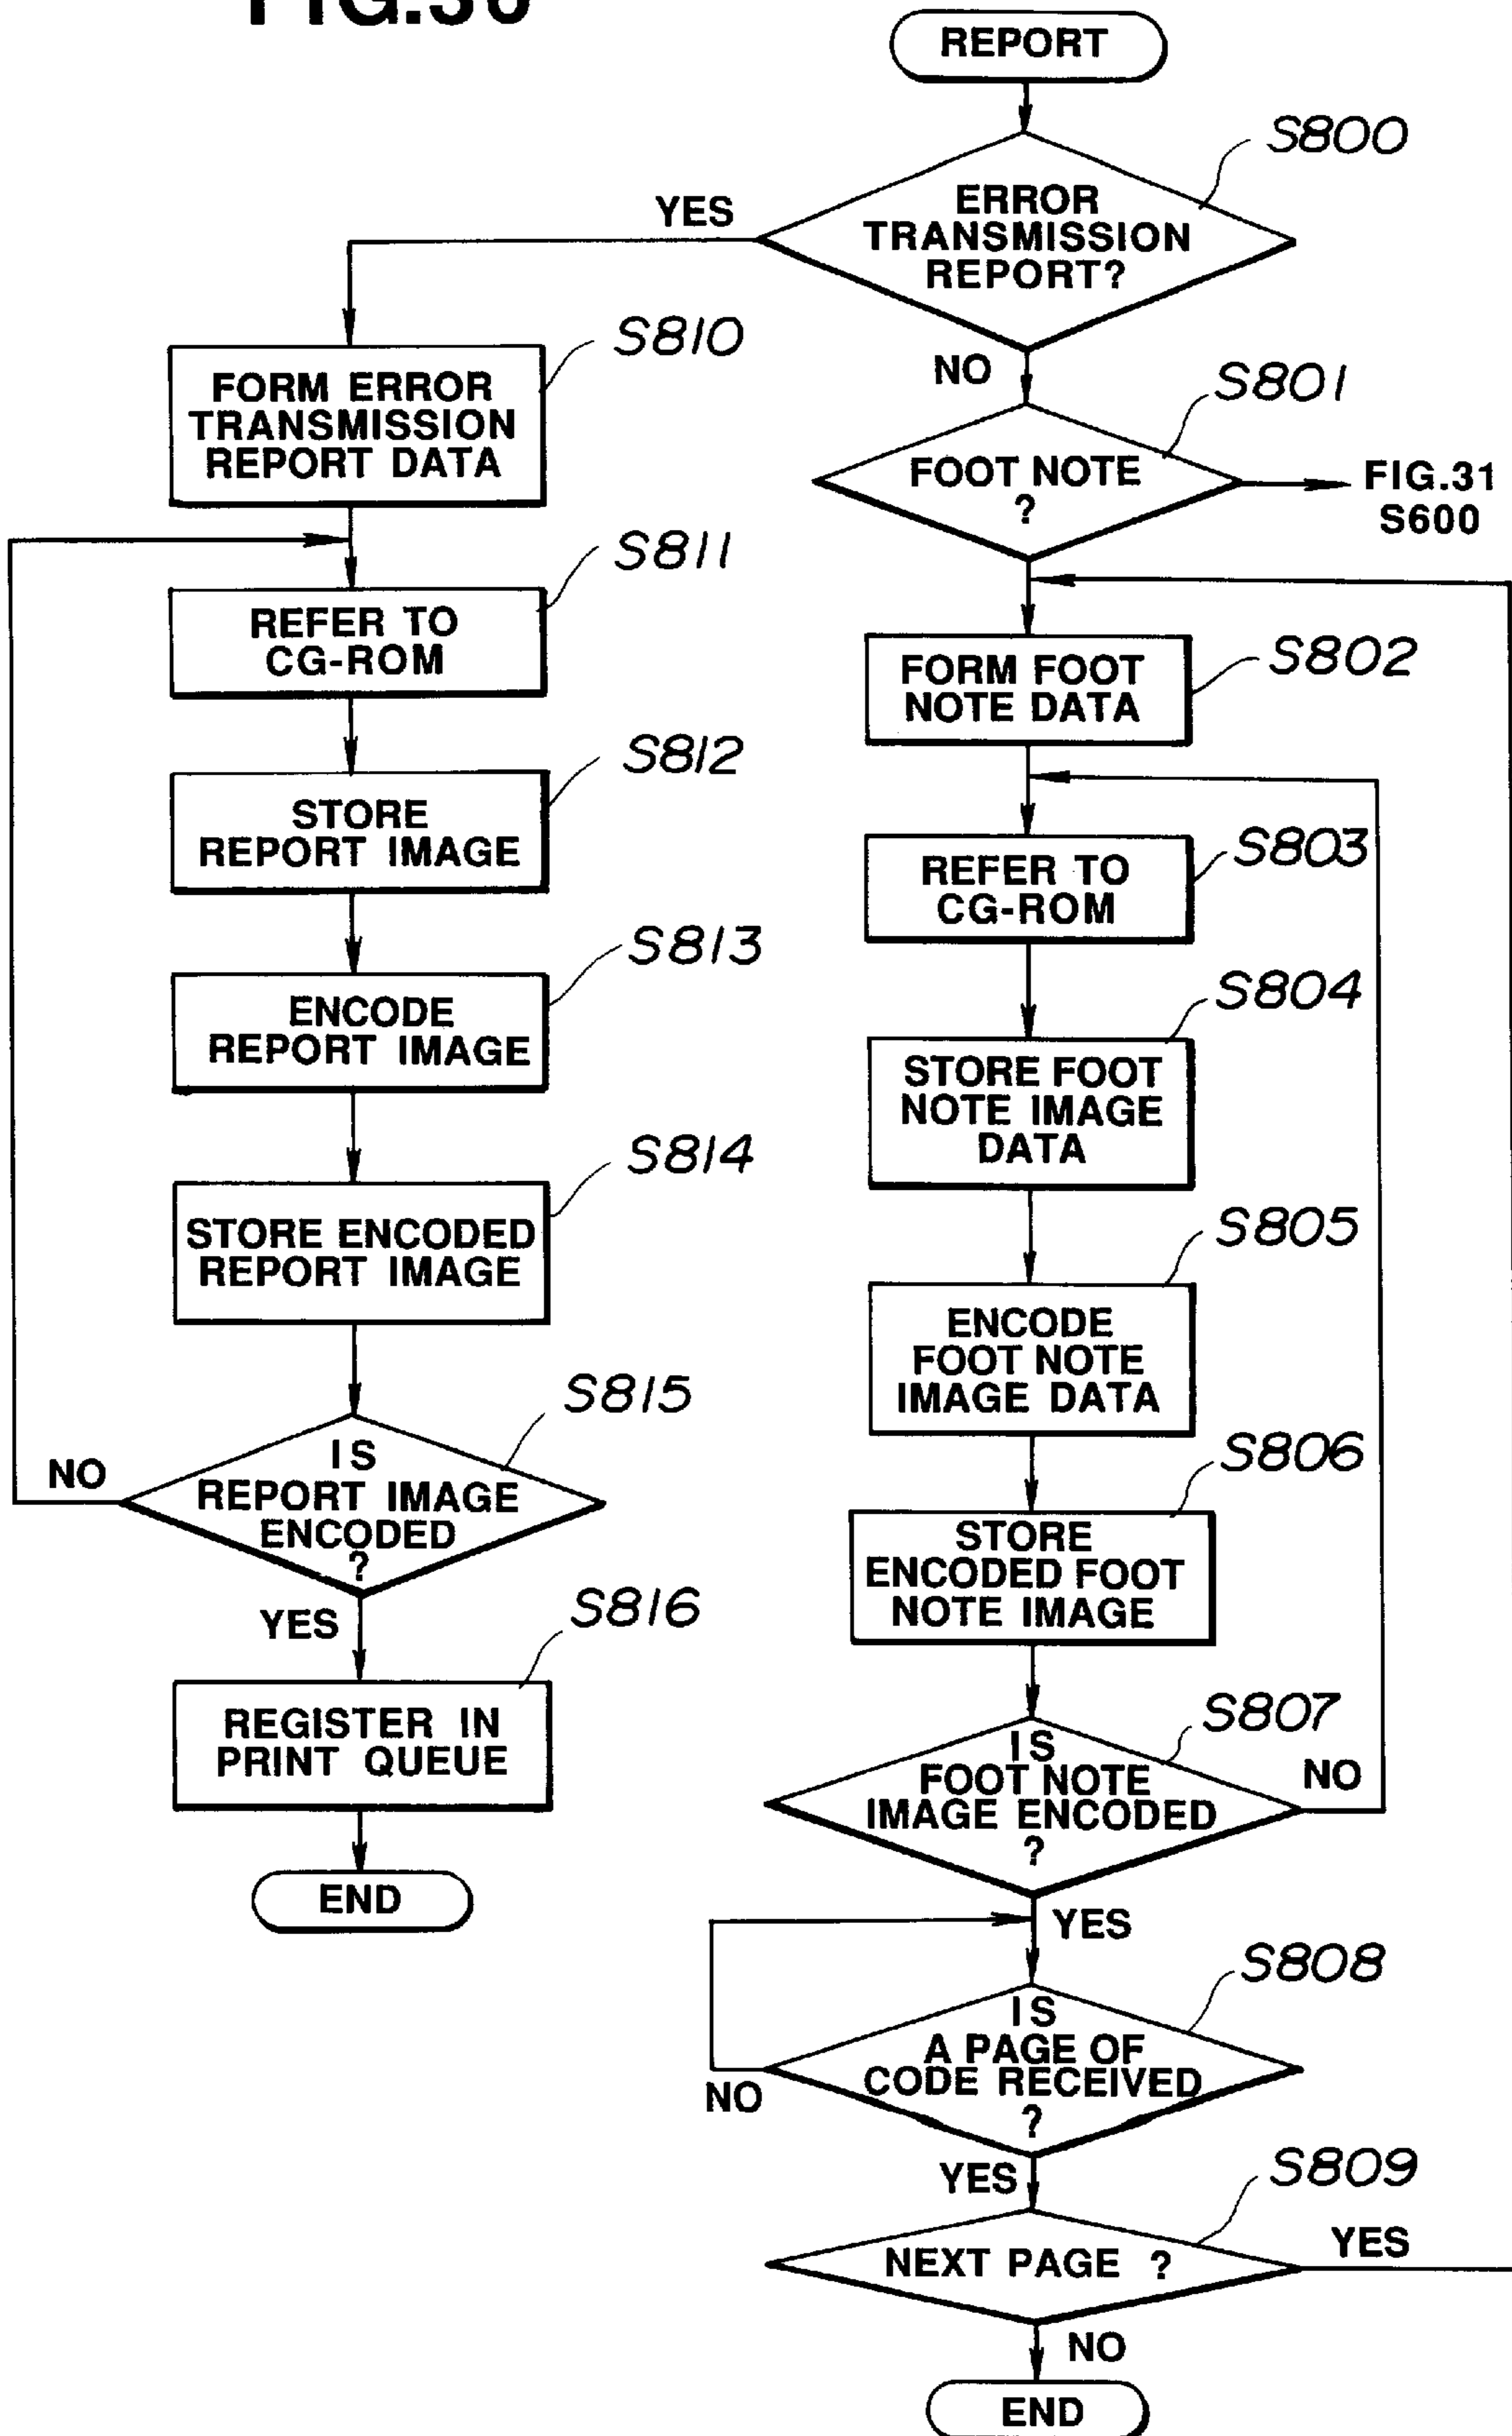 FIG.30
REPORT
S800
ERROR
TRANSMISSION
REPORT?
YES
NO
S810
FORM ERROR
TRANSMISSION
REPORT DATA
S811
REFER TO
CG-ROM
S812
STORE
REPORT IMAGE
S813
ENCODE
REPORT IMAGE
S814
STORE ENCODED
REPORT IMAGE
S815
IS
REPORT IMAGE
ENCODED
?
NO
YES
S816
REGISTER IN
PRINT QUEUE
END
S801
FOOT NOTE
?
FIG.31
S600
S802
FORM FOOT
NOTE DATA
S803
REFER TO
CG-ROM
S804
STORE FOOT
NOTE IMAGE
DATA
S805
ENCODE
FOOT NOTE
IMAGE DATA
S806
STORE
ENCODED FOOT
NOTE IMAGE
S807
IS
FOOT NOTE
IMAGE ENCODED
?
NO
YES
S808
IS
A PAGE OF
CODE RECEIVED
?
NO
YES
S809
NEXT PAGE ?
YES
NO
END